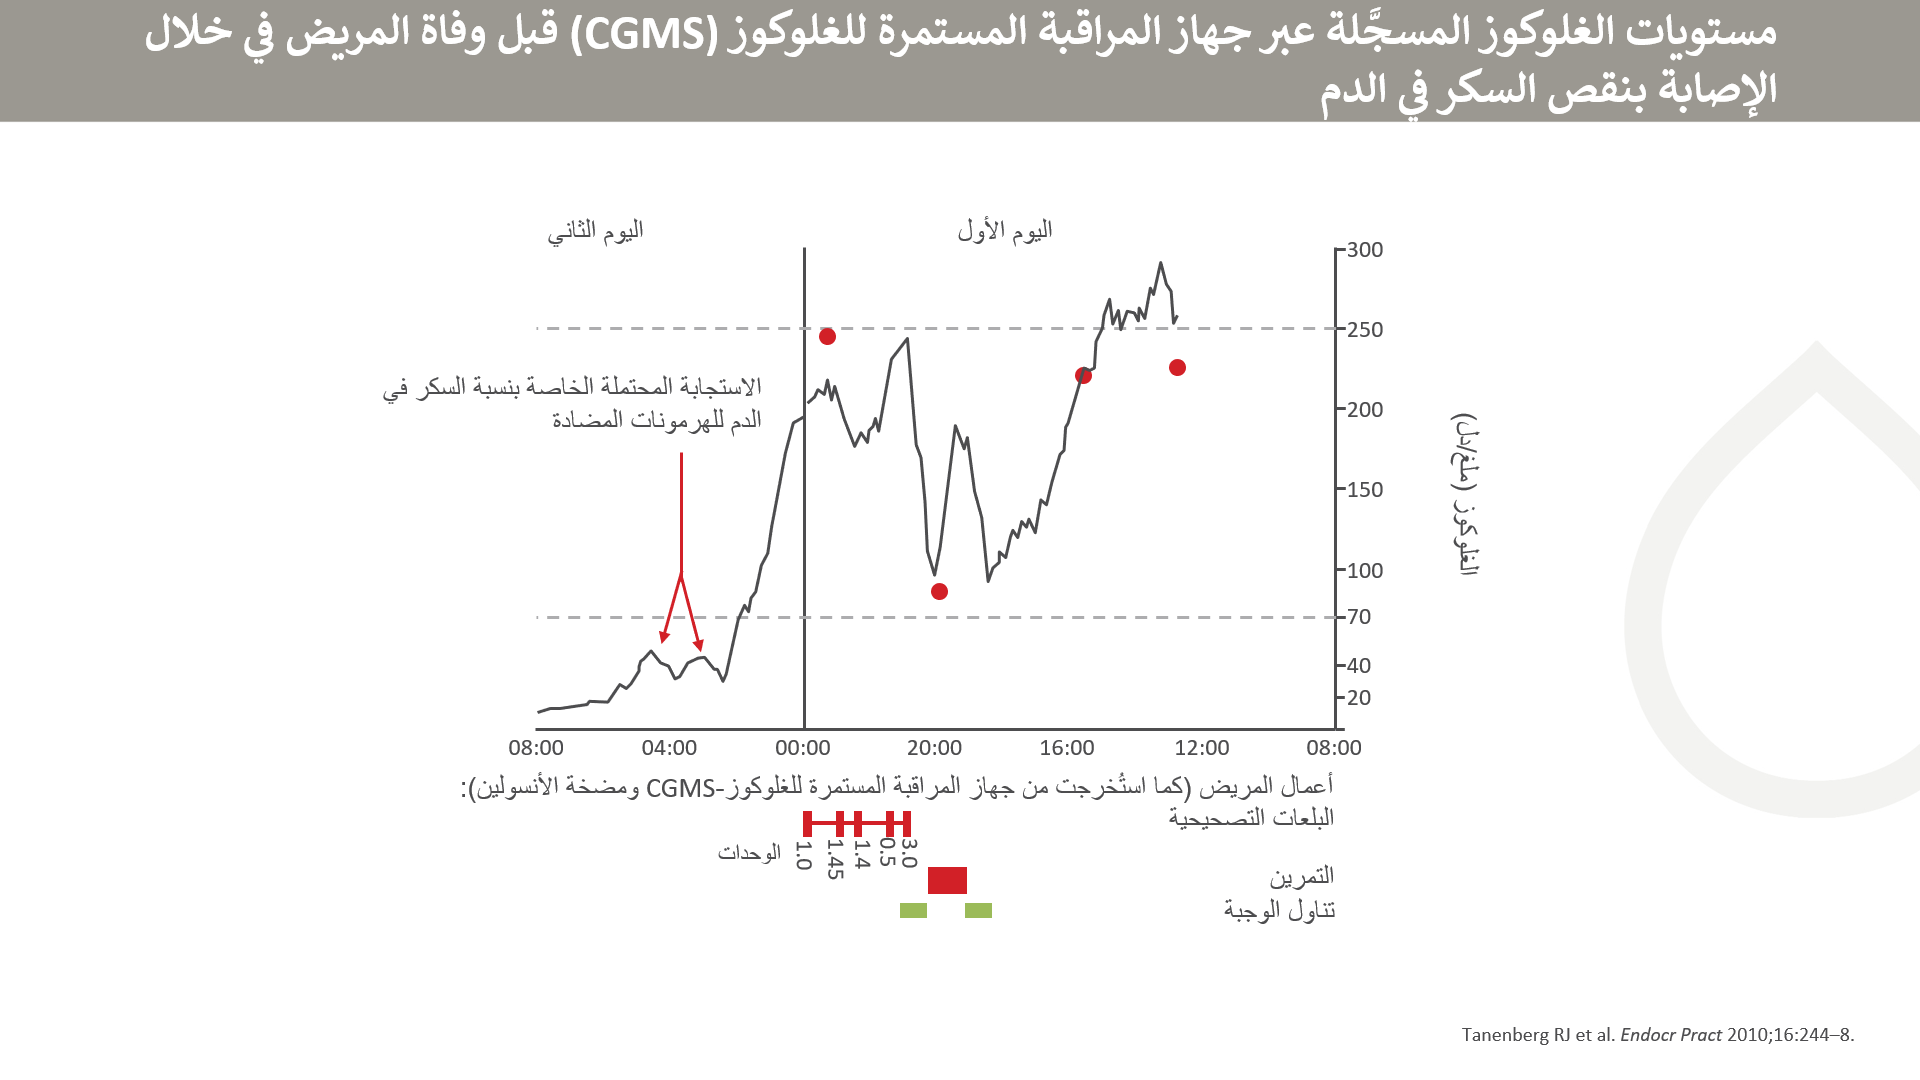 مستويات الغلوكوز المسجَّلة عبر جهاز المراقبة المستمرة للغلوكوز (CGMS) قبل وفاة المريض في خلال
الإصابة بنقص السكر في الدم
اليوم الأول
اليوم الثاني
300
250
200
150
100
70
40
20
الغلوكوز (ملغ/دل)
الاستجابة المحتملة الخاصة بنسبة السكر في
الدم للهرمونات المضادة
08:00
12:00
16:00
20:00
00:00
04:00
08:00
أعمال المريض (كما استُخرجت من جهاز المراقبة المستمرة للغلوكوز-CGMS ومضخة الأنسولين):
البلعات التصحيحية
3.0
0.5
1.4
1.45
1.0
الوحدات
التمرين
تناول الوجبة
Tanenberg RJ et al. Endocr Pract 2010;16:244–8.